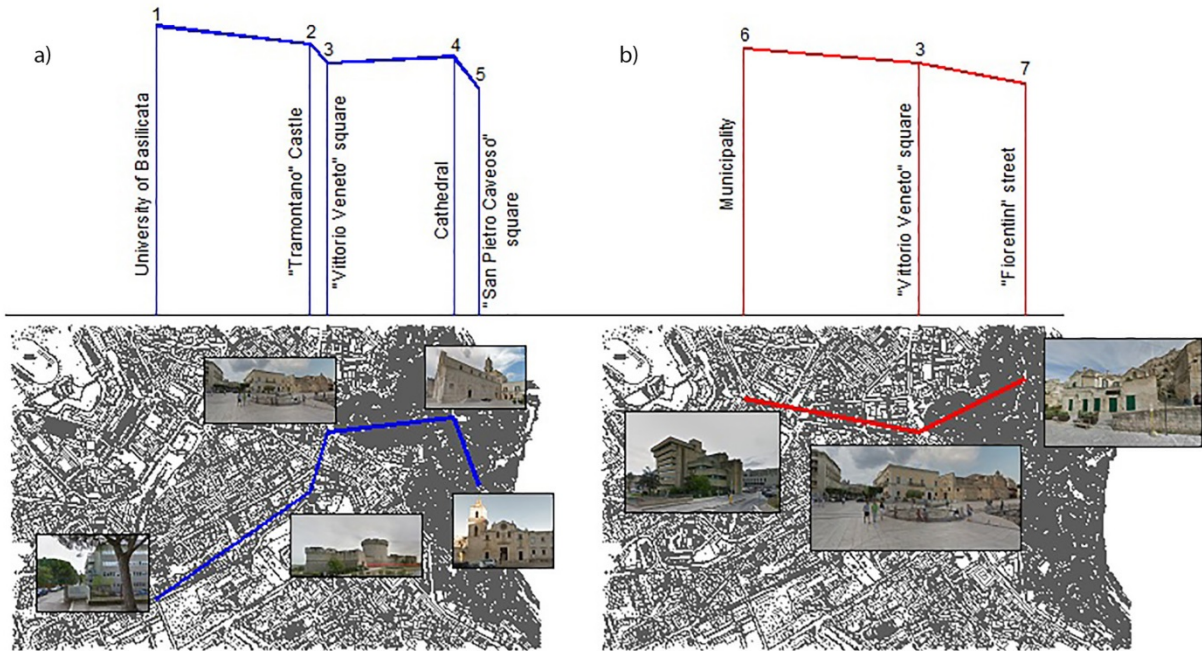 a)
1
2
3
4
5
University of Basilicata
"Tramontano" Castle
"Vittorio Veneto" square
Cathedral
"San Pietro Caveoso"
square
b)
6
3
7
Municipality
"Vittorio Veneto" square
"Fiorentini" street